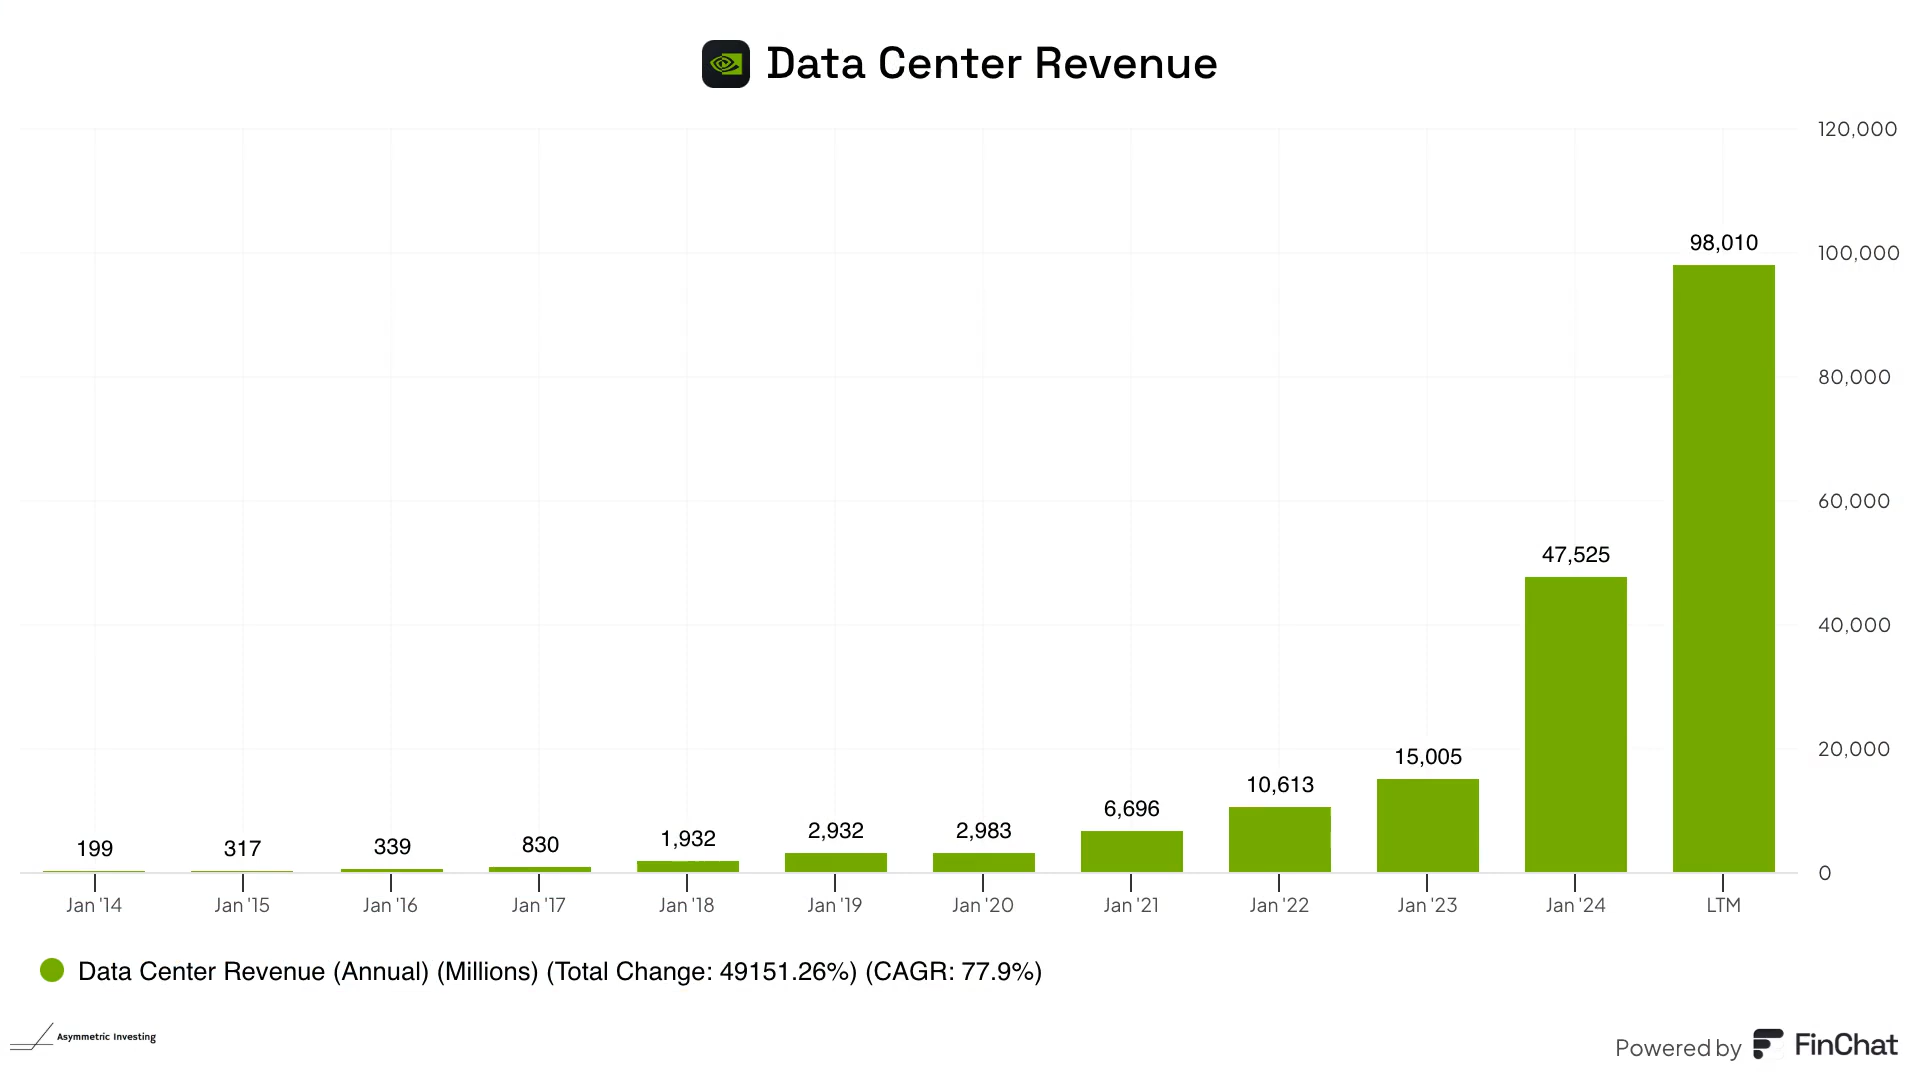 Data Center Revenue
120,000
100,000
80,000
60,000
40,000
20,000
0
199
317
339
830
1,932
2,932
2,983
6,696
10,613
15,005
47,525
98,010
Jan '14
Jan '15
Jan '16
Jan '17
Jan '18
Jan '19
Jan '20
Jan '21
Jan '22
Jan '23
Jan '24
LTM
Data Center Revenue (Annual) (Millions) (Total Change: 49151.26%) (CAGR: 77.9%)
Asymmetric Investing
Powered by FinChat